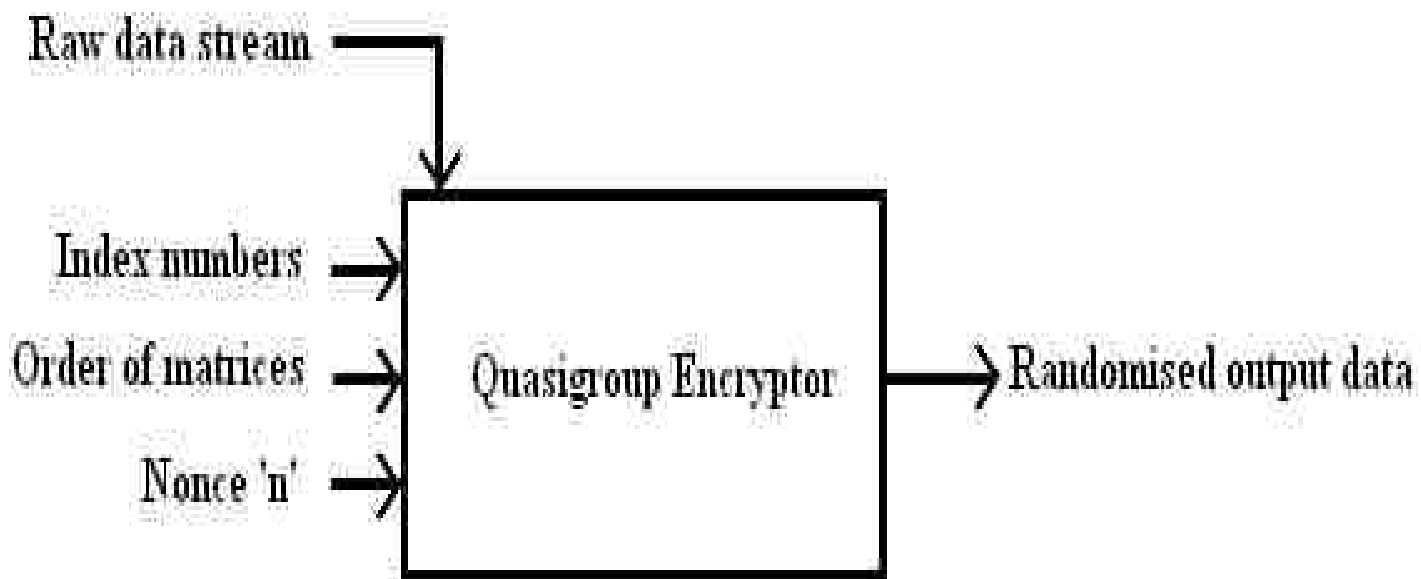 Raw data stream
Index numbers
Order of matrices
Quasigroup Encryptor
Randomised output data
Nonce 'n'